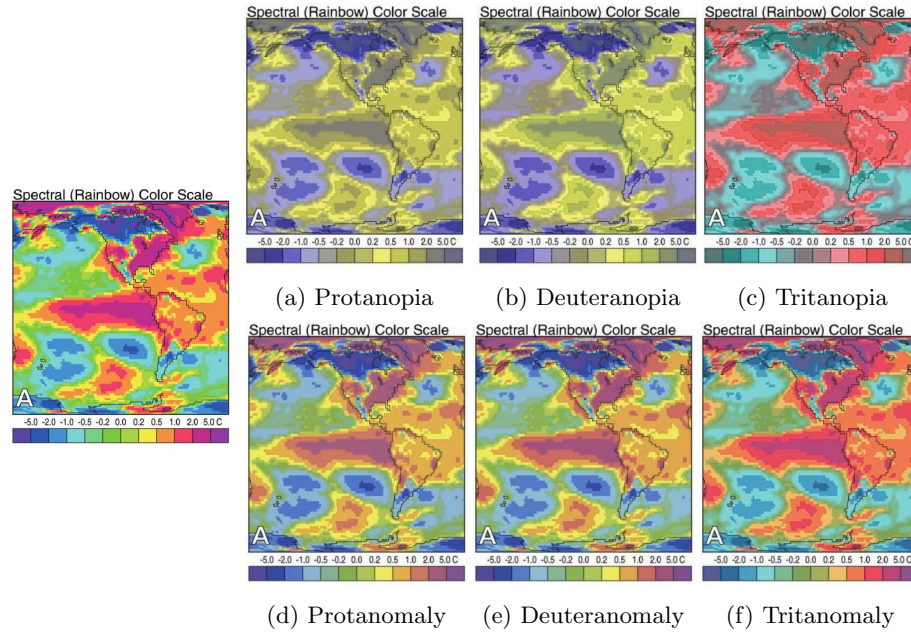 Spectral (Rainbow) Color Scale
A
-5.0 -2.0 -1.0 -0.5 -0.2 0.0 0.2 0.5 1.0 2.0 5.0 C
(a) Protanopia
Spectral (Rainbow) Color Scale
A
-5.0 -2.0 -1.0 -0.5 -0.2 0.0 0.2 0.5 1.0 2.0 5.0 C
(b) Deuteranopia
Spectral (Rainbow) Color Scale
A
-5.0 -2.0 -1.0 -0.5 -0.2 0.0 0.2 0.5 1.0 2.0 5.0 C
(c) Tritanopia
Spectral (Rainbow) Color Scale
A
-5.0 -2.0 -1.0 -0.5 -0.2 0.0 0.2 0.5 1.0 2.0 5.0 C
Spectral (Rainbow) Color Scale
A
-5.0 -2.0 -1.0 -0.5 -0.2 0.0 0.2 0.5 1.0 2.0 5.0 C
(d) Protanomaly
Spectral (Rainbow) Color Scale
A
-5.0 -2.0 -1.0 -0.5 -0.2 0.0 0.2 0.5 1.0 2.0 5.0 C
(e) Deuteranomaly
Spectral (Rainbow) Color Scale
A
-5.0 -2.0 -1.0 -0.5 -0.2 0.0 0.2 0.5 1.0 2.0 5.0 C
(f) Tritanomaly